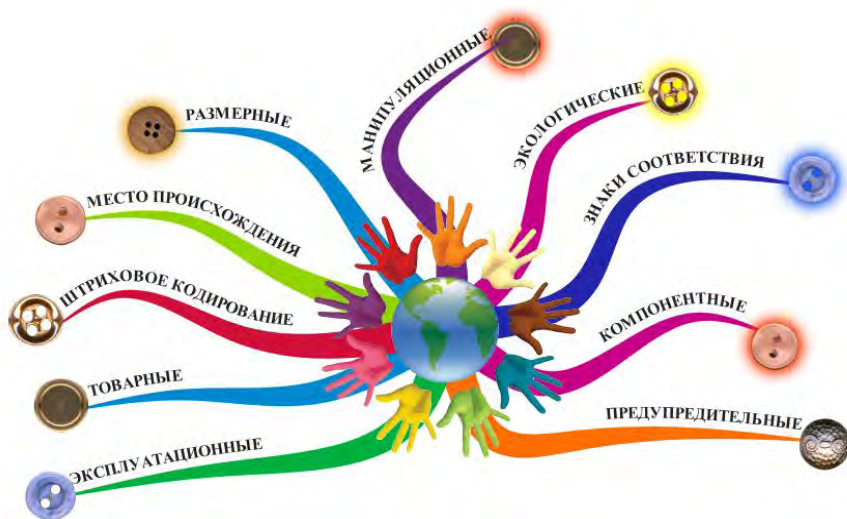 МАНИПУЛЯЦИОННЫЕ
ЭКОЛОГИЧЕСКИЕ
РАЗМЕРНЫЕ
ЗНАКИ СООТВЕТСТВИЯ
МЕСТО ПРОИСХОЖДЕНИЯ
ШТРИХОВОЕ КОДИРОВАНИЕ
КОМПОНЕНТНЫЕ
ТОВАРНЫЕ
ПРЕДУПРЕДИТЕЛЬНЫЕ
ЭКСПЛУАТАЦИОННЫЕ